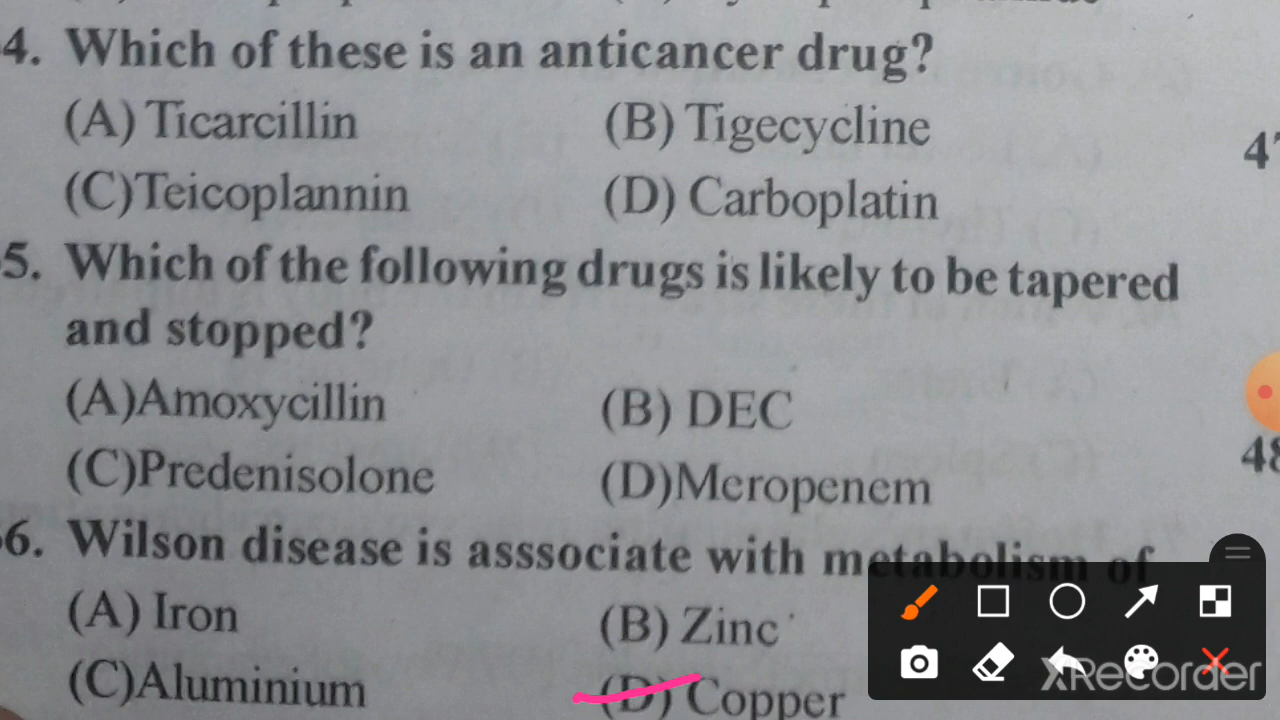 4. Which of these is an anticancer drug?
(A) Ticarcillin (B) Tigecycline
(C)Teicoplannin (D) Carboplatin
5. Which of the following drugs is likely to be tapered
and stopped?
(A)Amoxycillin (B) DEC
(C)Predenisolone (D)Meropenem
6. Wilson disease is asssociate with metabolism of
(A) Iron (B) Zinc
(C)Aluminium (D) Copper
48
XRecorder